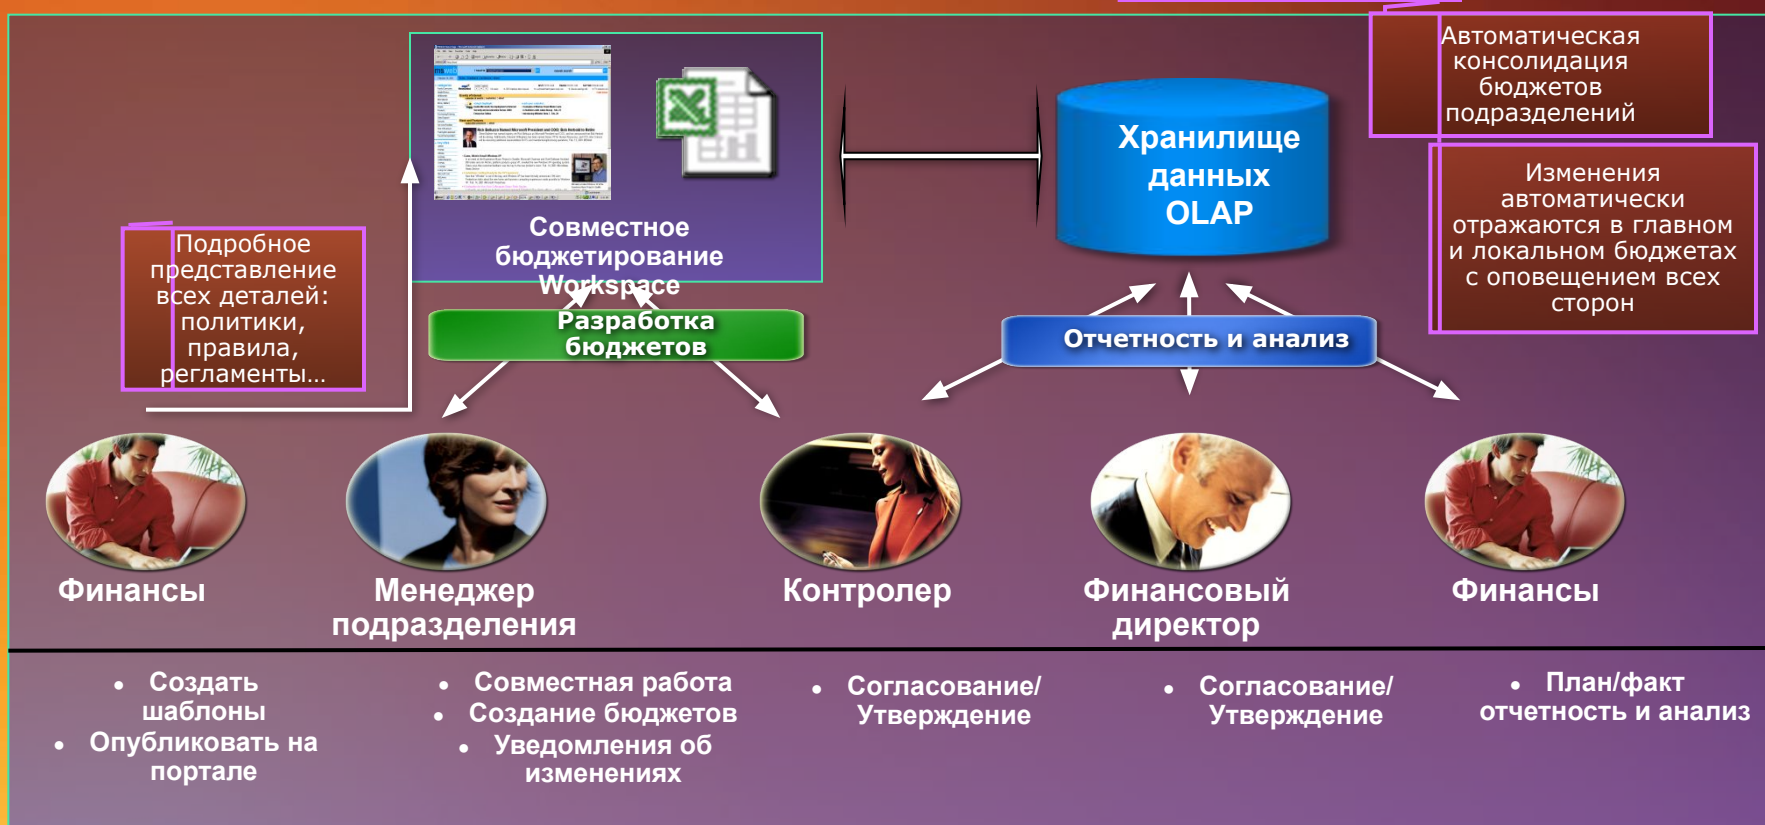 Автоматическая
консолидация
бюджетов
подразделений
Хранилище
данных
OLAP
Изменения
автоматически
отражаются в главном
и локальном бюджетах
с оповещением всех
сторон
Совместное
бюджетирование
Workspace
Подробное
представление
всех деталей:
политики,
правила,
регламенты…
Разработка
бюджетов
Отчетность и анализ
Финансы
Менеджер
подразделения
Контролер
Финансовый
директор
Финансы
• Создать
шаблоны
• Опубликовать на
портале
• Совместная работа
• Создание бюджетов
• Уведомления об
изменениях
• Согласование/
Утверждение
• Согласование/
Утверждение
• План/факт
отчетность и анализ